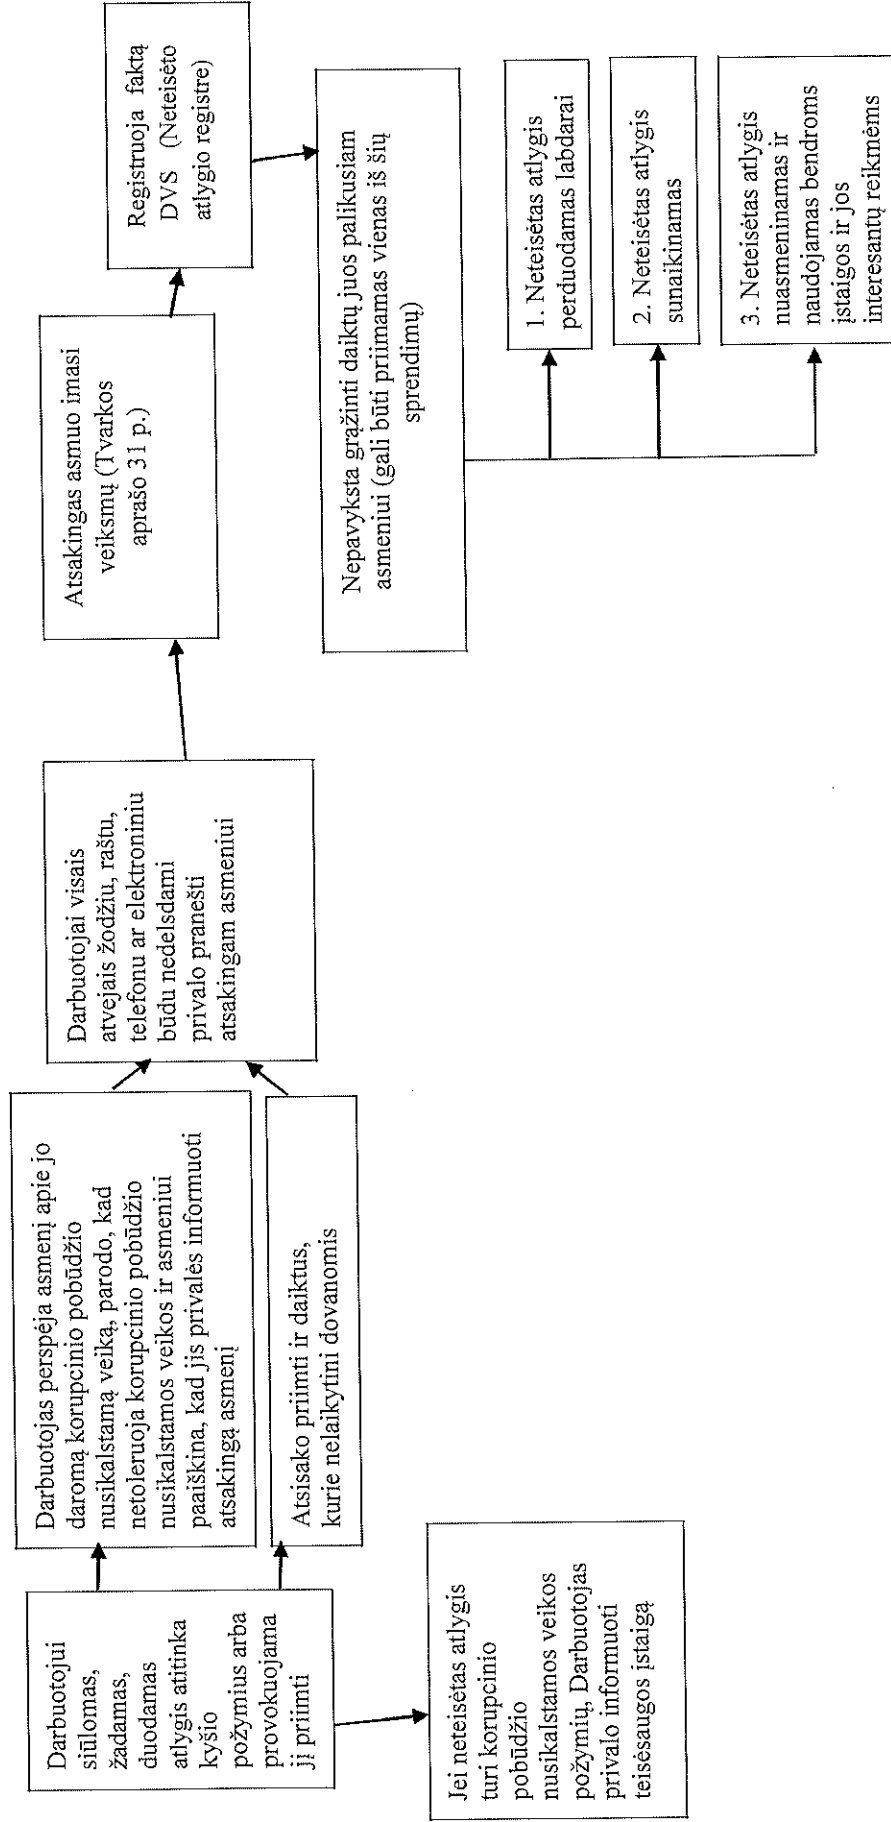 Darbuotojui
siūlomas,
žadamas,
duodamas
atlygis atitinka
kyšio
požymius arba
provokuojama
jį priimti
Darbuotojas perspėja asmenį apie jo
daromą korupcinio pobūdžio
nusikalstamą veiką, parodo, kad
netoleruoja korupcinio pobūdžio
nusikalstamos veikos ir asmeniui
paaiškina, kad jis privalės informuoti
atsakingą asmenį
Atsisako priimti ir daiktus,
kurie nelaikytini dovanomis
Jei neteisėtas atlygis
turi korupcinio
pobūdžio
nusikalstamos veikos
požymių, Darbuotojas
privalo informuoti
teisėsaugos įstaigą
Darbuotojai visais
atvejais žodžiu, raštu,
telefonu ar elektroniniu
būdu nedelsdami
privalo pranešti
atsakingam asmeniui
Atsakingas asmuo imasi
veiksmų (Tvarkos
aprašo 31 p.)
Registruoja faktą
DVS (Neteisėto
atlygio registre)
Nepavyksta grąžinti daiktų juos palikusiam
asmeniui (gali būti priimamas vienas iš šių
sprendimų)
1. Neteisėtas atlygis
perduodamas labdarai
2. Neteisėtas atlygis
sunaikinamas
3. Neteisėtas atlygis
nuasmeninamas ir
naudojamas bendroms
įstaigos ir jos
interesantų reikmėms